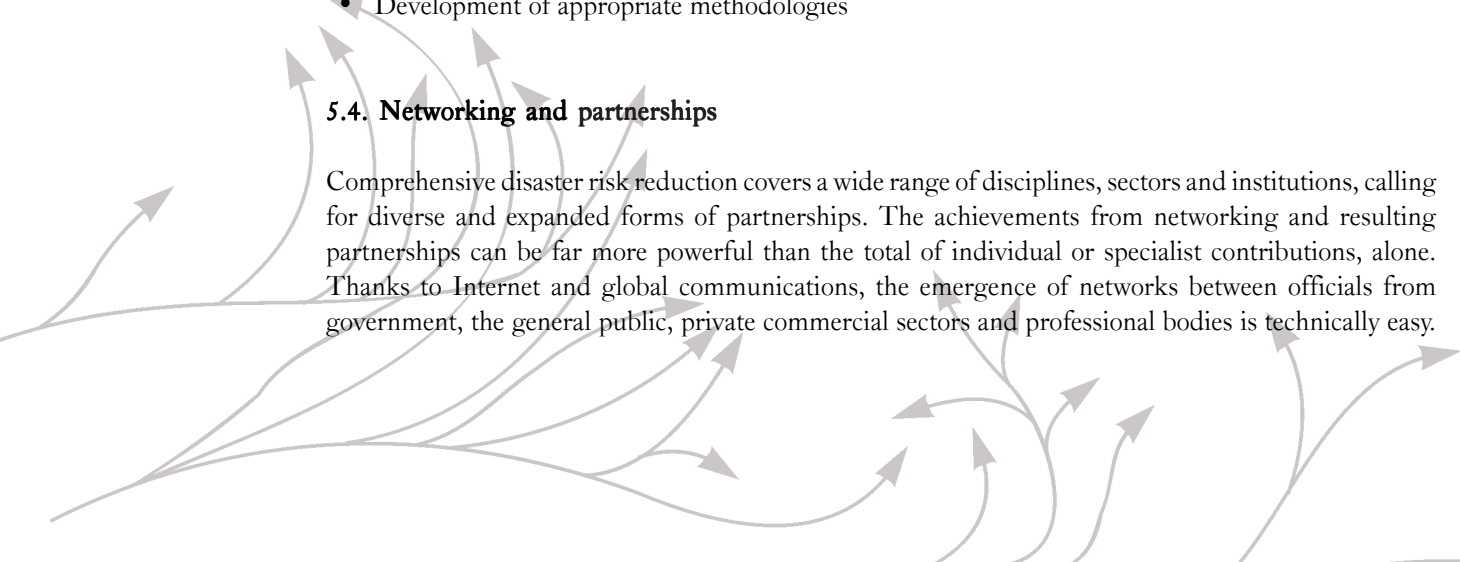 • Development of appropriate methodologies
5.4. Networking and partnerships
Comprehensive disaster risk reduction covers a wide range of disciplines, sectors and institutions, calling
for diverse and expanded forms of partnerships. The achievements from networking and resulting
partnerships can be far more powerful than the total of individual or specialist contributions, alone.
Thanks to Internet and global communications, the emergence of networks between officials from
government, the general public, private commercial sectors and professional bodies is technically easy.